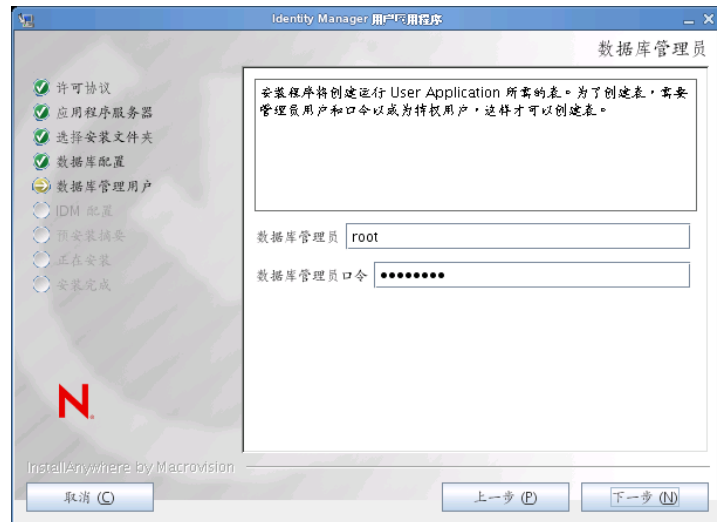 Identity Manager 用户应用程序
数据库管理员
许可协议
应用程序服务器
选择安装文件夹
数据库配置
数据库管理用户
IDM 配置
预安装摘要
正在安装
安装完成
安装程序将创建运行 User Application 所需的表。为了创建表，需要
管理员用户和口令以成为特权用户，这样才可以创建表。
数据库管理员 root
数据库管理员口令 ●●●●●●●●
N
InstallAnywhere by Macrovision
取消 (C)
上一步 (P)
下一步 (N)